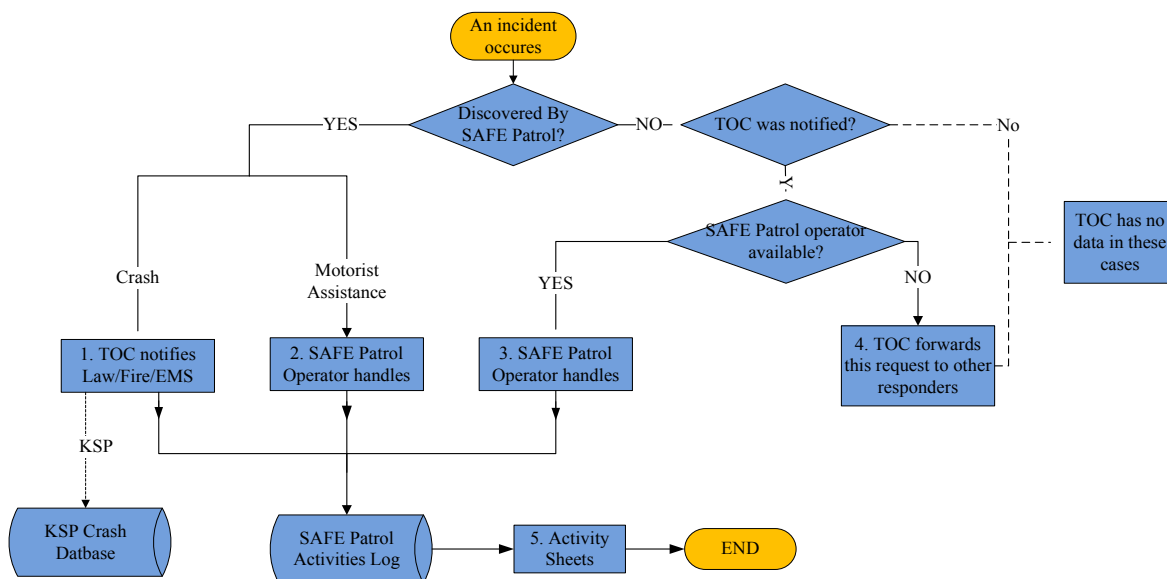 An incident
occures
Discovered By
SAFE Patrol?
YES
NO
TOC was notified?
No
Y
SAFE Patrol operator
available?
TOC has no
data in these
cases
Crash
Motorist
Assistance
YES
NO
1. TOC notifies
Law/Fire/EMS
2. SAFE Patrol
Operator handles
3. SAFE Patrol
Operator handles
4. TOC forwards
this request to other
responders
KSP
KSP Crash
Datbase
SAFE Patrol
Activities Log
5. Activity
Sheets
END